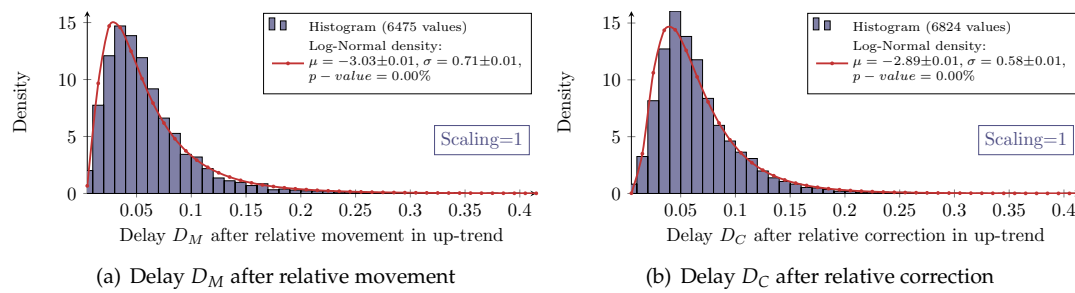 15
10
5
0
Density
Histogram (6475 values)
Log-Normal density:
μ = −3.03±0.01, σ = 0.71±0.01,
p − value = 0.00%
Scaling=1
0.05 0.1 0.15 0.2 0.25 0.3 0.35 0.4
Delay D_M after relative movement in up-trend
(a) Delay D_M after relative movement
15
10
5
0
Density
Histogram (6824 values)
Log-Normal density:
μ = −2.89±0.01, σ = 0.58±0.01,
p − value = 0.00%
Scaling=1
0.05 0.1 0.15 0.2 0.25 0.3 0.35 0.4
Delay D_C after relative correction in up-trend
(b) Delay D_C after relative correction